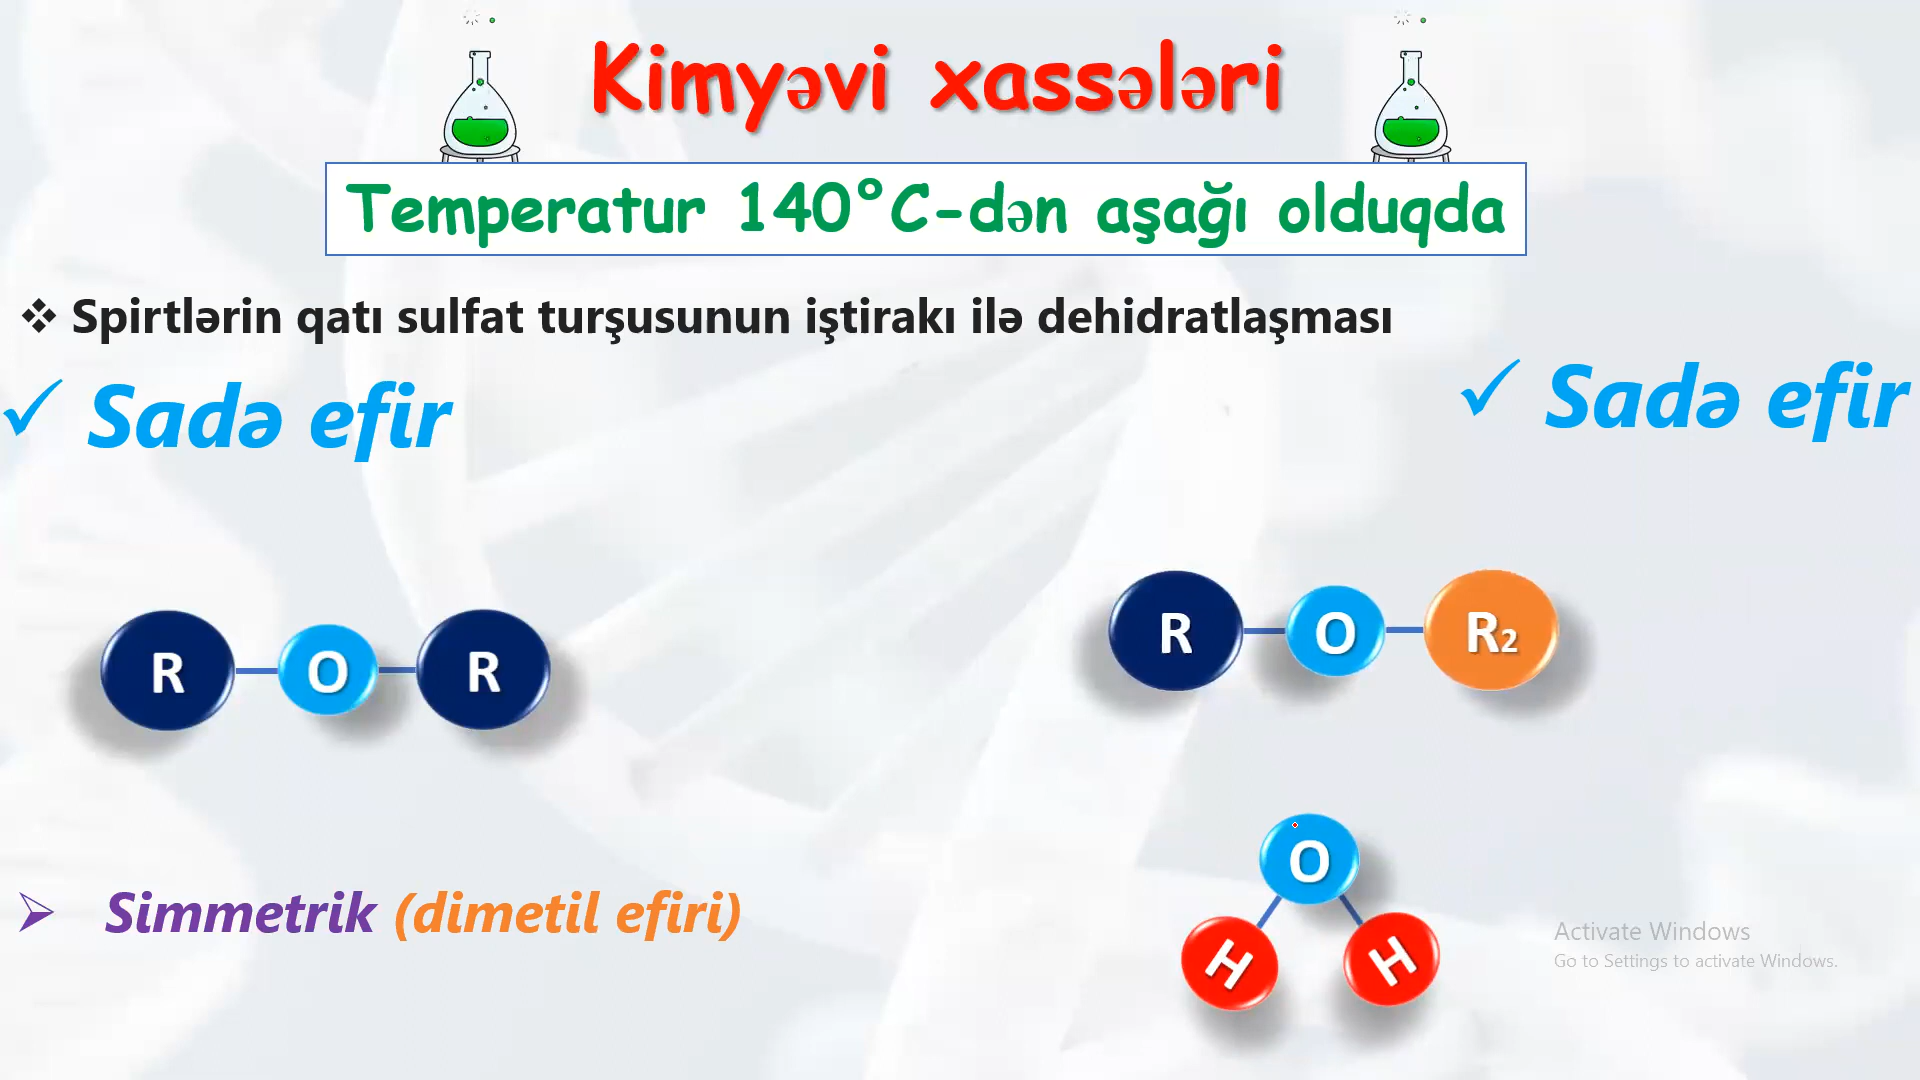 Kimyəvi xassələri
Temperatur 140°C-dən aşağı olduqda
❖ Spirtlərin qatı sulfat turşusunun iştirakı ilə dehidratlaşması
✓ Sadə efir
✓ Sadə efir
R O R
R O R₂
O
H H
➢ Simmetrik (dimetil efiri)
Activate Windows
Go to Settings to activate Windows.